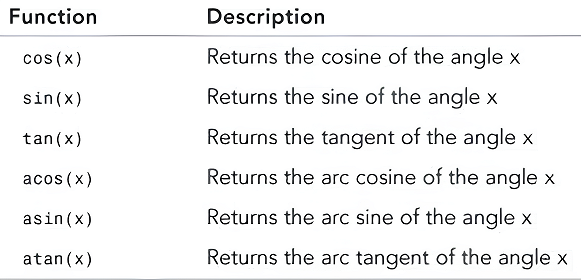 Function Description
cos(x) Returns the cosine of the angle x
sin(x) Returns the sine of the angle x
tan(x) Returns the tangent of the angle x
acos(x) Returns the arc cosine of the angle x
asin(x) Returns the arc sine of the angle x
atan(x) Returns the arc tangent of the angle x